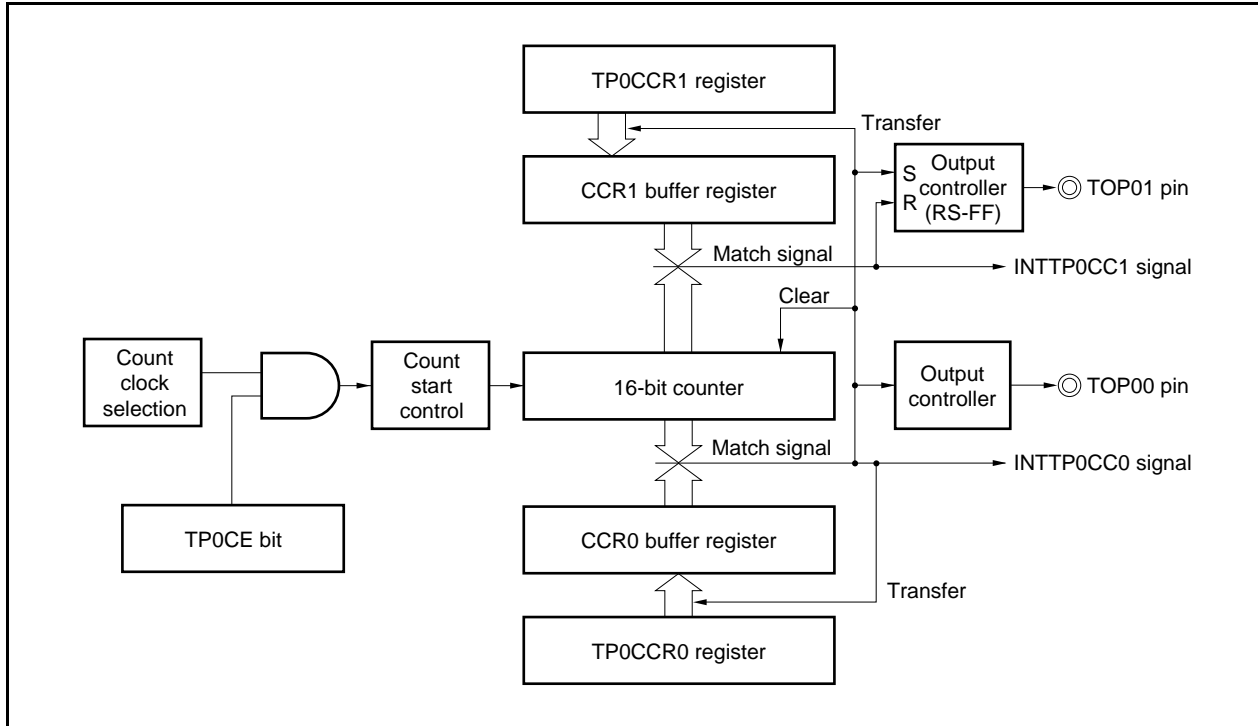 TP0CCR1 register
Transfer
CCR1 buffer register
S
R
Output
controller
(RS-FF)
TOP01 pin
Match signal
INTTP0CC1 signal
Clear
Count
clock
selection
Count
start
control
16-bit counter
Output
controller
TOP00 pin
Match signal
INTTP0CC0 signal
TP0CE bit
CCR0 buffer register
Transfer
TP0CCR0 register